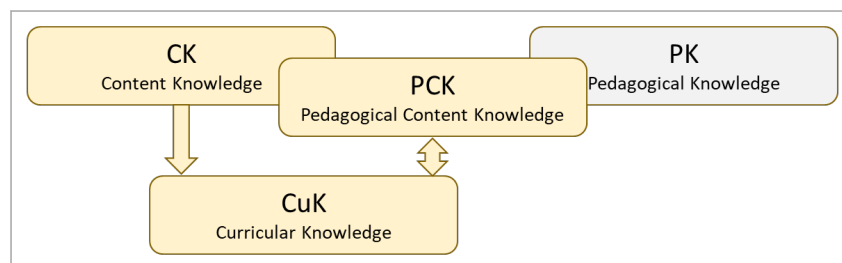 CK
Content Knowledge
PCK
Pedagogical Content Knowledge
PK
Pedagogical Knowledge
CuK
Curricular Knowledge